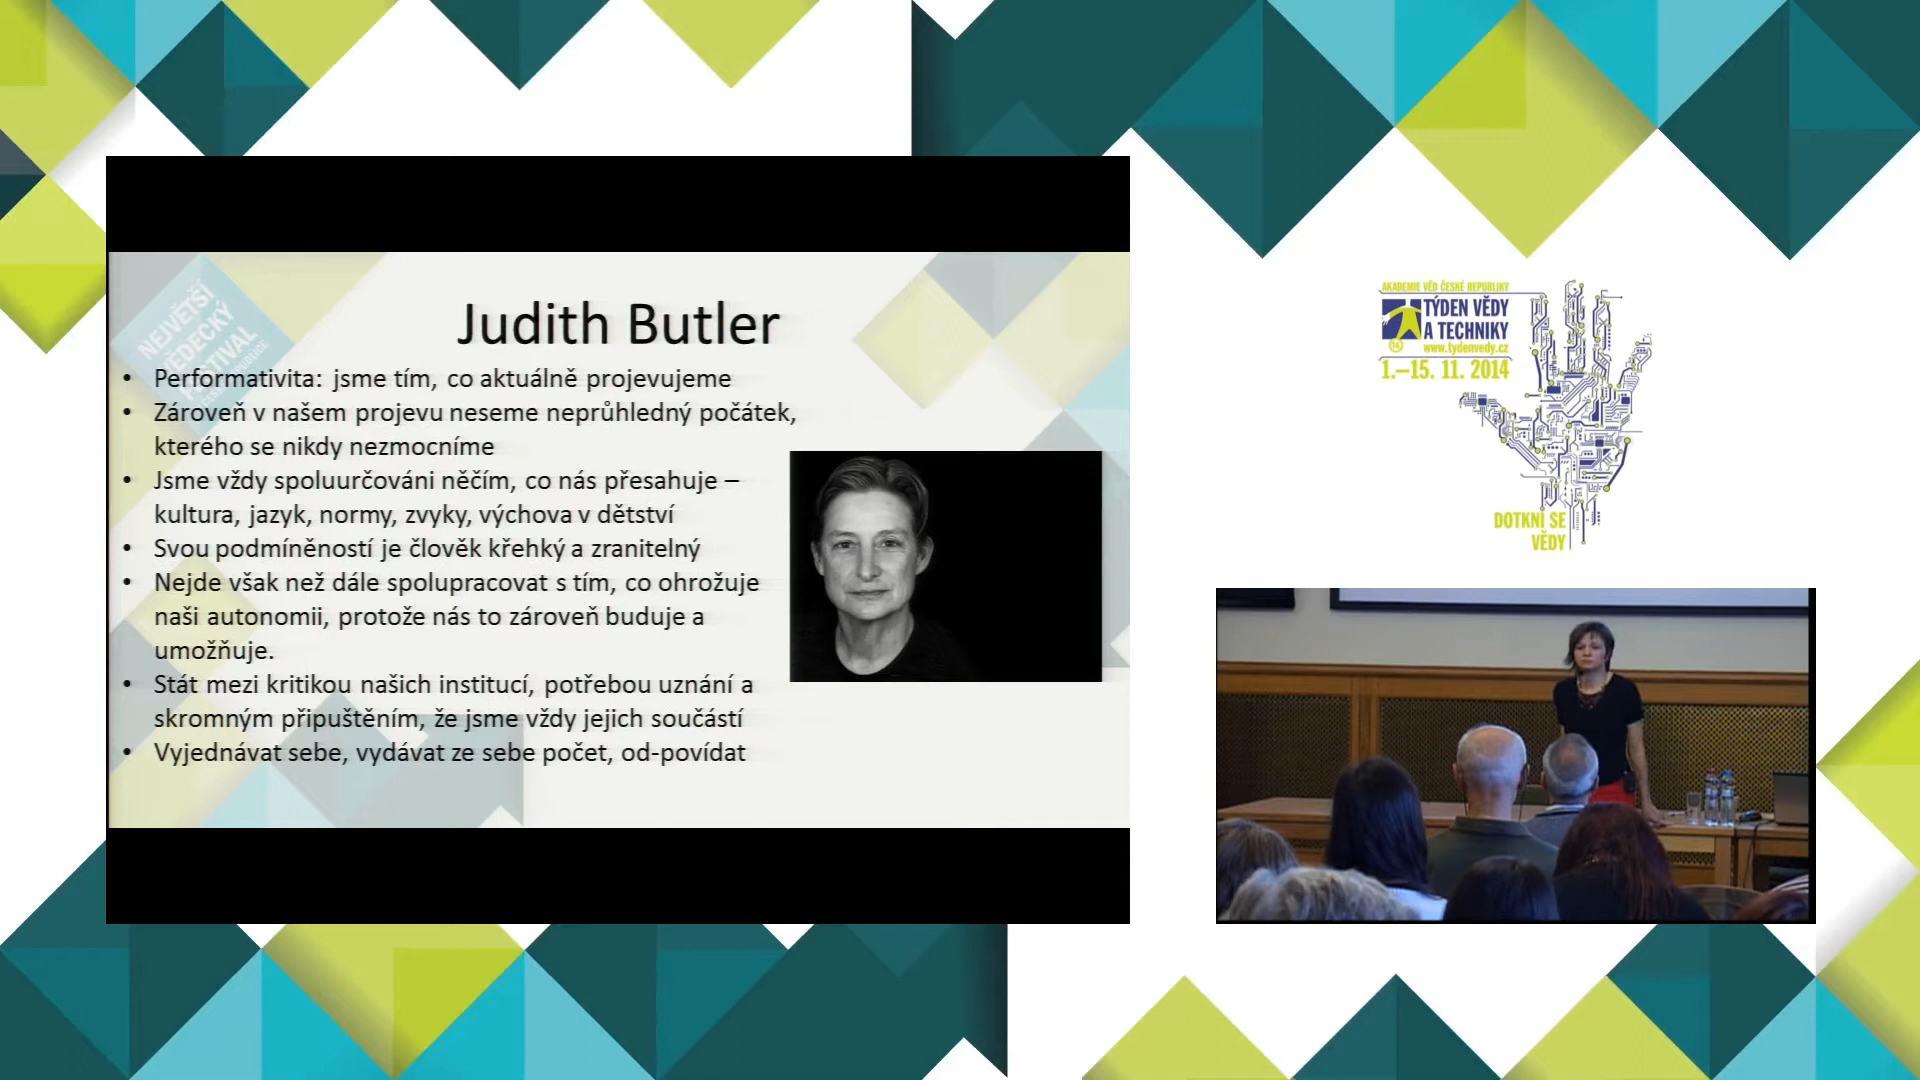 NEJVĚTŠÍ
VĚDECKÝ
FESTIVAL
Judith Butler
• Performativita: jsme tím, co aktuálně projevujeme
• Zároveň v našem projevu neseme neprůhledný počátek,
kterého se nikdy nezmocníme
• Jsme vždy spoluurčováni něčím, co nás přesahuje –
kultura, jazyk, normy, zvyky, výchova v dětství
• Svou podmíněností je člověk křehký a zranitelný
• Nejde však než dále spolupracovat s tím, co ohrožuje
naši autonomii, protože nás to zároveň buduje a
umožňuje.
• Stát mezi kritikou našich institucí, potřebou uznání a
skromným připuštěním, že jsme vždy jejich součástí
• Vyjednávat sebe, vydávat ze sebe počet, od-povídat
AKADEMIE VĚD ČESKÉ REPUBLIKY
TÝDEN VĚDY
A TECHNIKY
www.tydenvedy.cz
1.–15. 11. 2014
DOTKNI SE
VĚDY